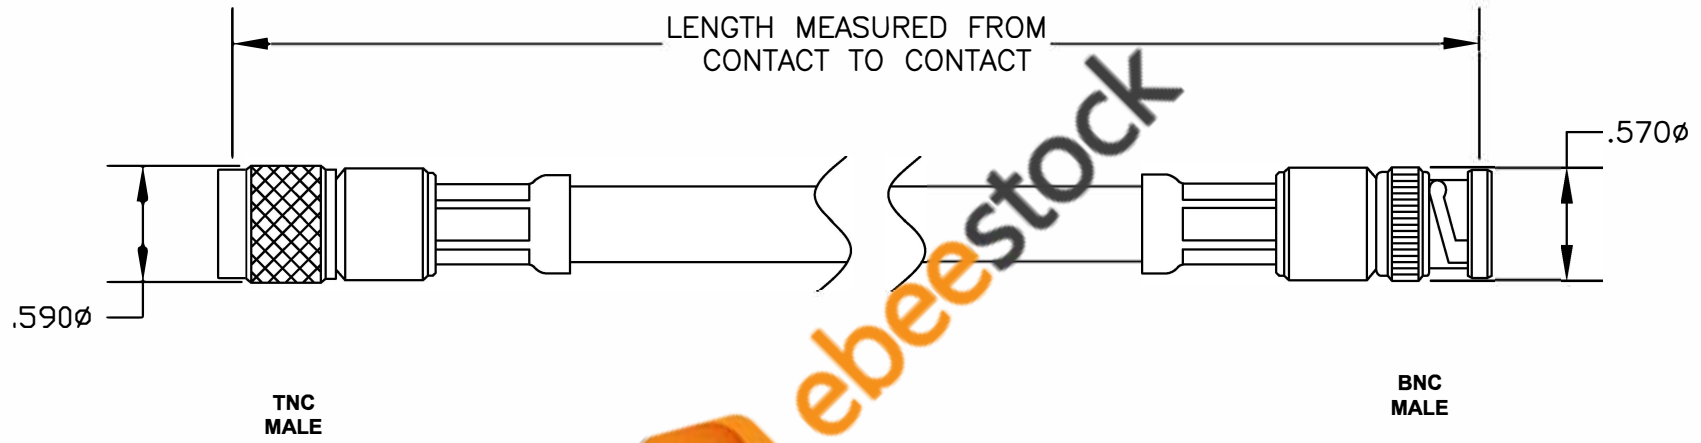 LENGTH MEASURED FROM
CONTACT TO CONTACT
.570ø
.590ø
ebeestock
TNC
MALE
BNC
MALE